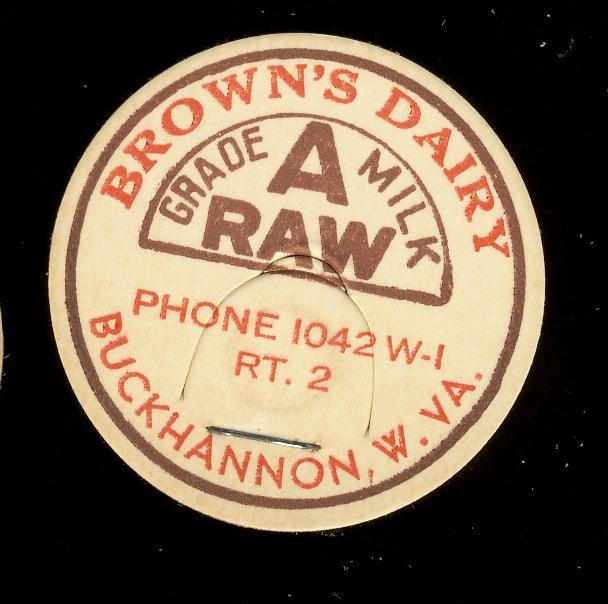 BROWN'S DAIRY
GRADE A MILK
RAW
PHONE 1042 W-1
RT. 2
BUCKHANNON, W. VA.